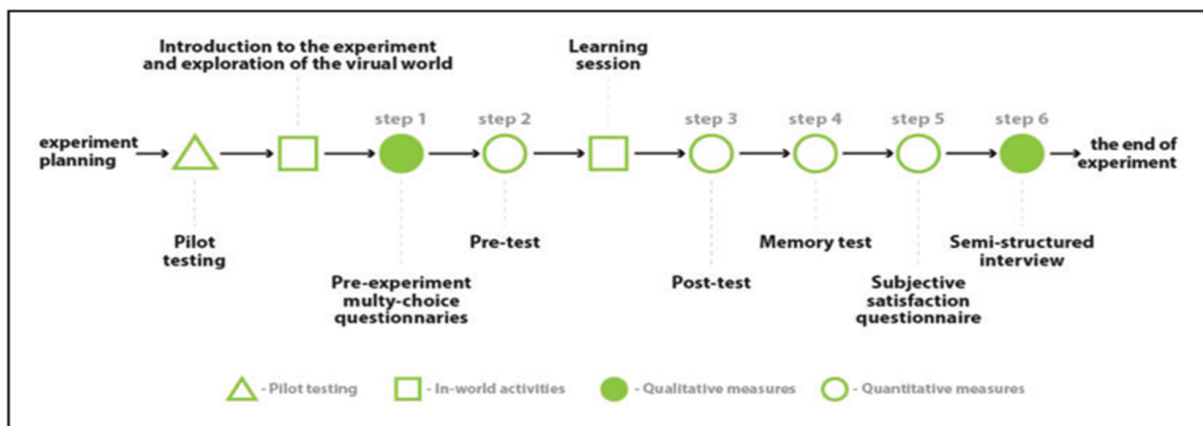 Introduction to the experiment
and exploration of the virual world
Learning
session
step 1
step 2
step 3
step 4
step 5
step 6
experiment
planning
the end of
experiment
Pilot
testing
Pre-experiment
multy-choice
questionnaries
Pre-test
Post-test
Memory test
Subjective
satisfaction
questionnaire
Semi-structured
interview
- Pilot testing
- In-world activities
- Qualitative measures
- Quantitative measures